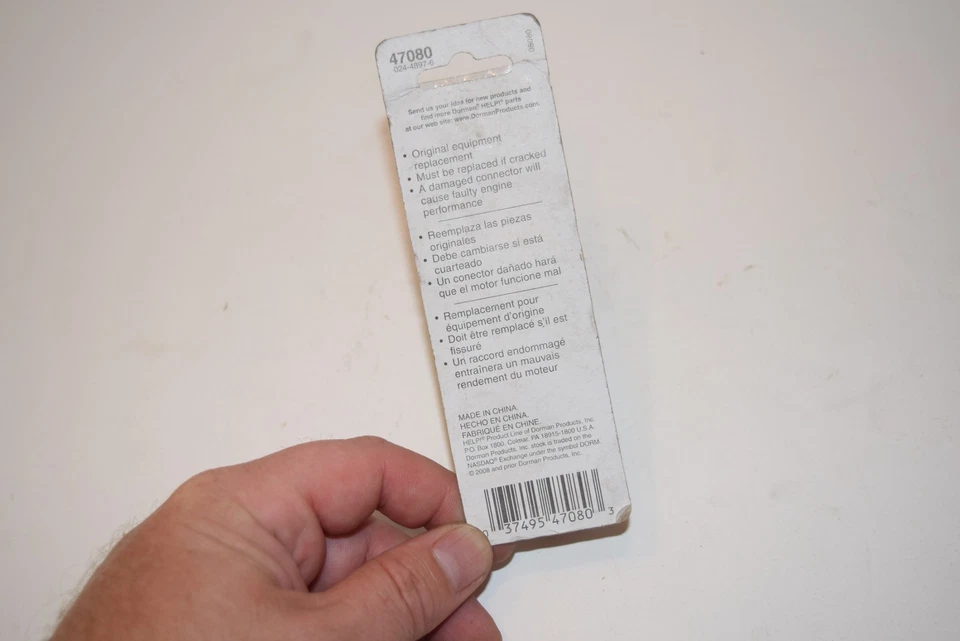 47080
024-4897-6
Send us your idea for new products and
find more Dorman® HELP!® parts
at our web site: www.DormanProducts.com
• Original equipment
replacement
• Must be replaced if cracked
• A damaged connector will
cause faulty engine
performance
• Reemplaza las piezas
originales
• Debe cambiarse si está
cuarteado
• Un conector dañado hará
que el motor funcione mal
• Remplacement pour
équipement d'origine
• Doit être remplacé s'il est
fissuré
• Un raccord endommagé
entraînera un mauvais
rendement du moteur
MADE IN CHINA.
HECHO EN CHINA.
FABRIQUÉ EN CHINE.
HELP!® Product Line of Dorman Products, Inc.
P.O. Box 1800, Colmar, PA 18915-1800 U.S.A.
Dorman Products, Inc. stock is traded on the
NASDAQ® Exchange under the symbol DORM.
© 2008 and prior Dorman Products, Inc.
0 37495 47080 3